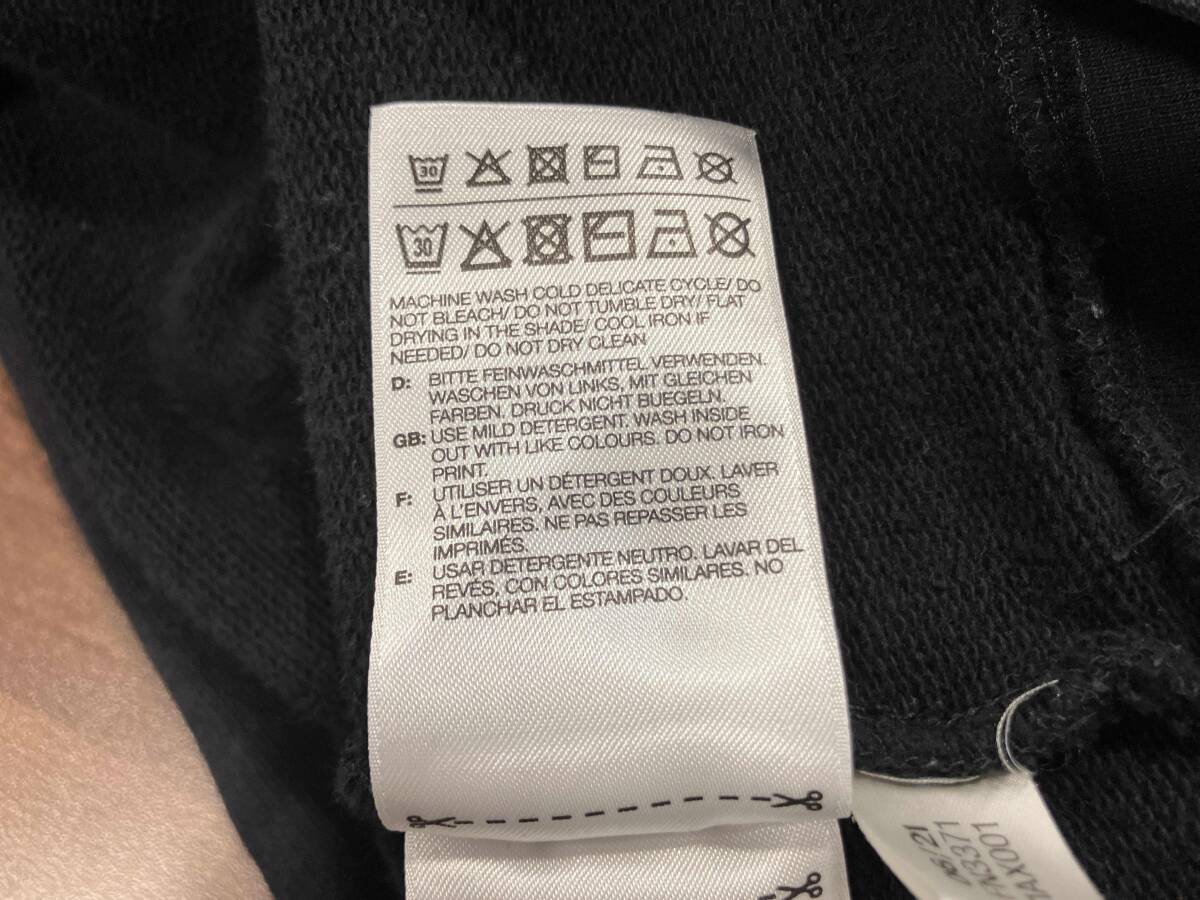 30
30
MACHINE WASH COLD DELICATE CYCLE/ DO
NOT BLEACH/ DO NOT TUMBLE DRY/ FLAT
DRYING IN THE SHADE/ COOL IRON IF
NEEDED/ DO NOT DRY CLEAN
D: BITTE FEINWASCHMITTEL VERWENDEN.
WASCHEN VON LINKS, MIT GLEICHEN
FARBEN. DRUCK NICHT BUEGELN.
GB: USE MILD DETERGENT. WASH INSIDE
OUT WITH LIKE COLOURS. DO NOT IRON
PRINT.
F: UTILISER UN DÉTERGENT DOUX. LAVER
À L'ENVERS, AVEC DES COULEURS
SIMILAIRES. NE PAS REPASSER LES
IMPRIMÉS.
E: USAR DETERGENTE NEUTRO. LAVAR DEL
REVÉS, CON COLORES SIMILARES. NO
PLANCHAR EL ESTAMPADO.